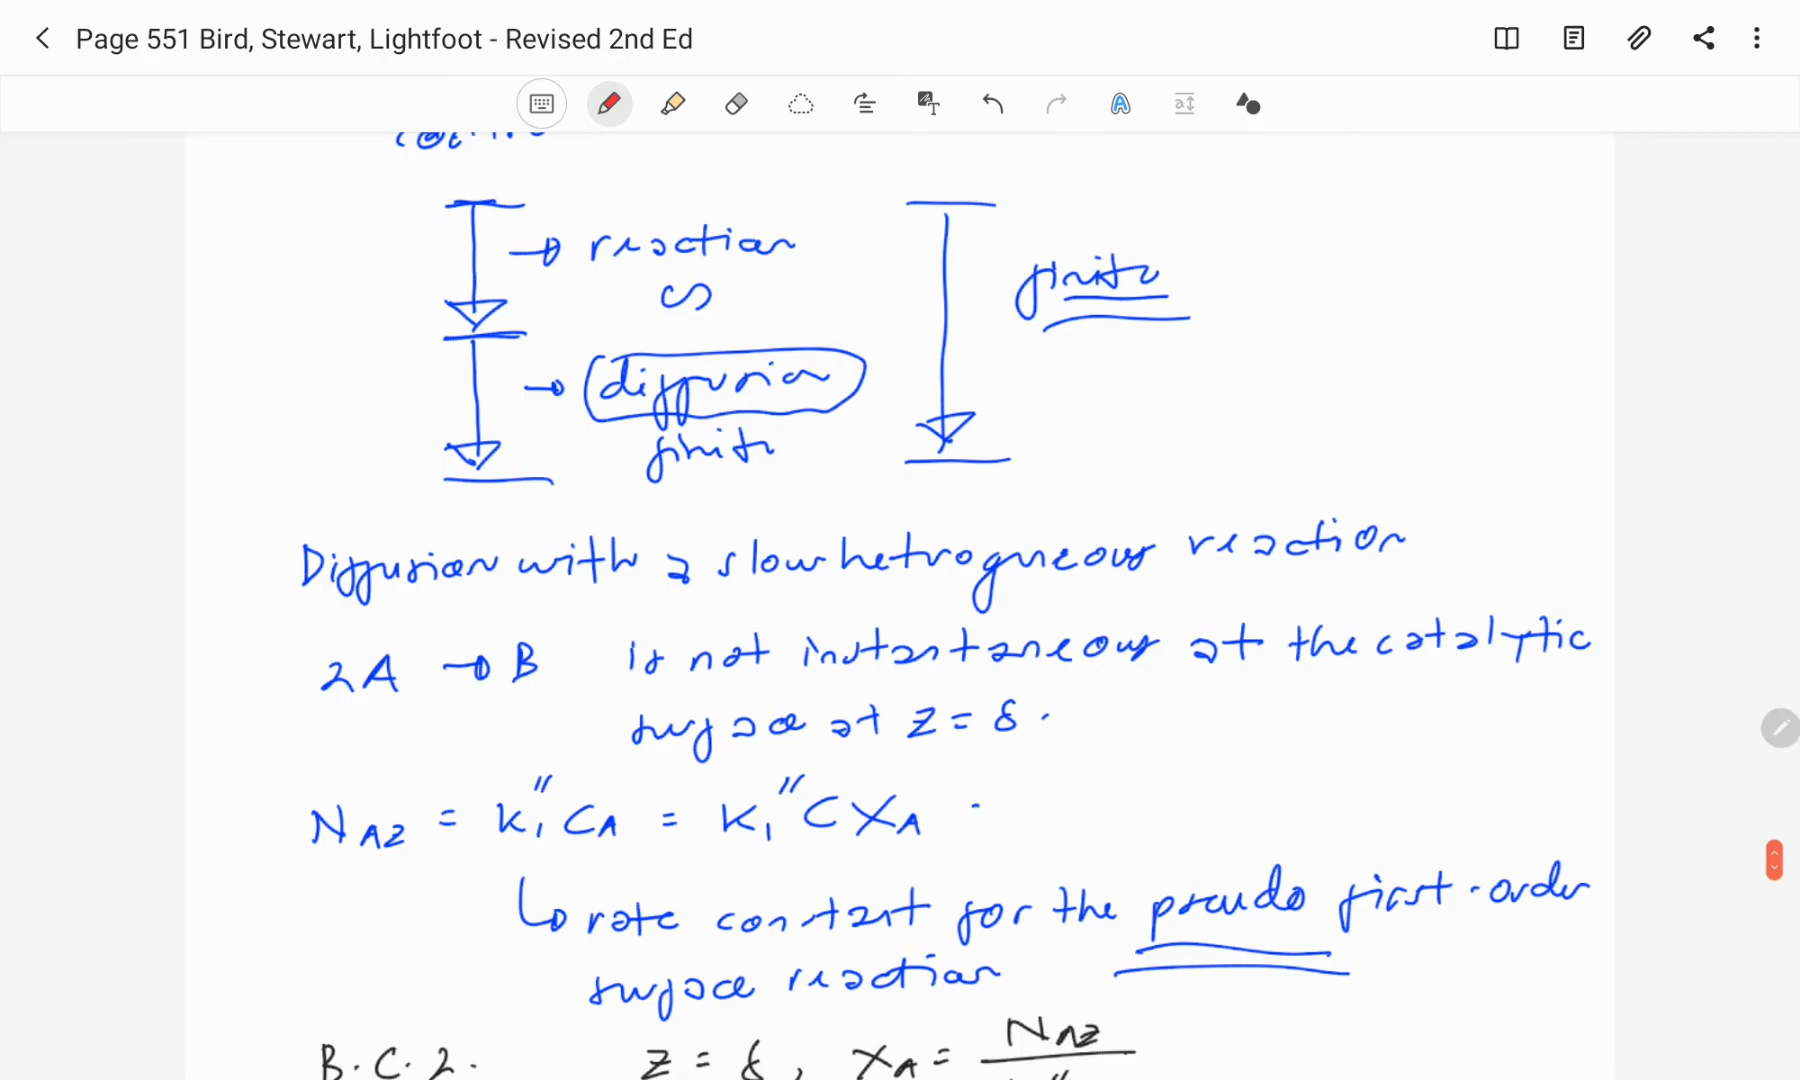 Page 551 Bird, Stewart, Lightfoot - Revised 2nd Ed
reaction
∞
diffusion
finite
finite
Diffusion with a slow hetrogneous reaction
2A → B is not instantaneous at the catalytic
surface at z = δ.
N_AZ = K₁'' C_A = K₁'' C X_A .
↳ rate constant for the pseudo first-order
surface reaction
B.C.2. z = δ, X_A = N_AZ